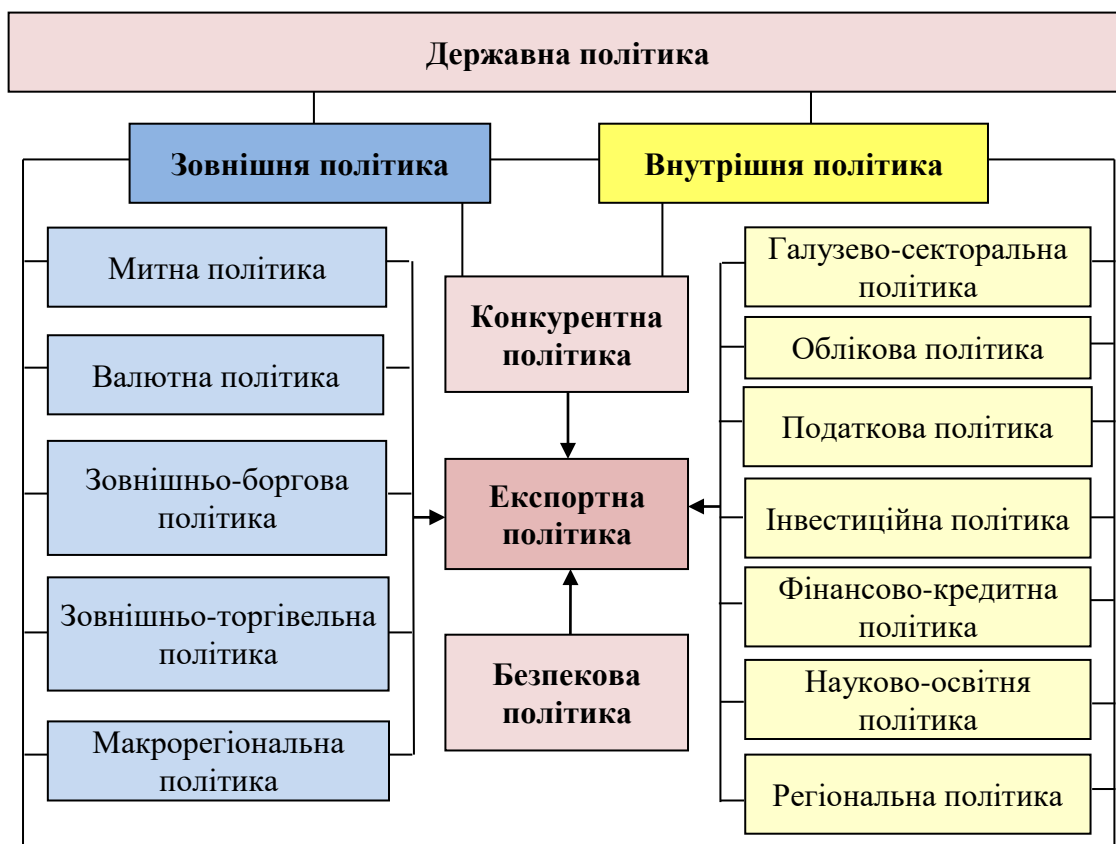 Державна політика
Зовнішня політика
Внутрішня політика
Митна політика
Валютна політика
Зовнішньо-боргова
політика
Зовнішньо-торгівельна
політика
Макрорегіональна
політика
Конкурентна
політика
Експортна
політика
Безпекова
політика
Галузево-секторальна
політика
Облікова політика
Податкова політика
Інвестиційна політика
Фінансово-кредитна
політика
Науково-освітня
політика
Регіональна політика